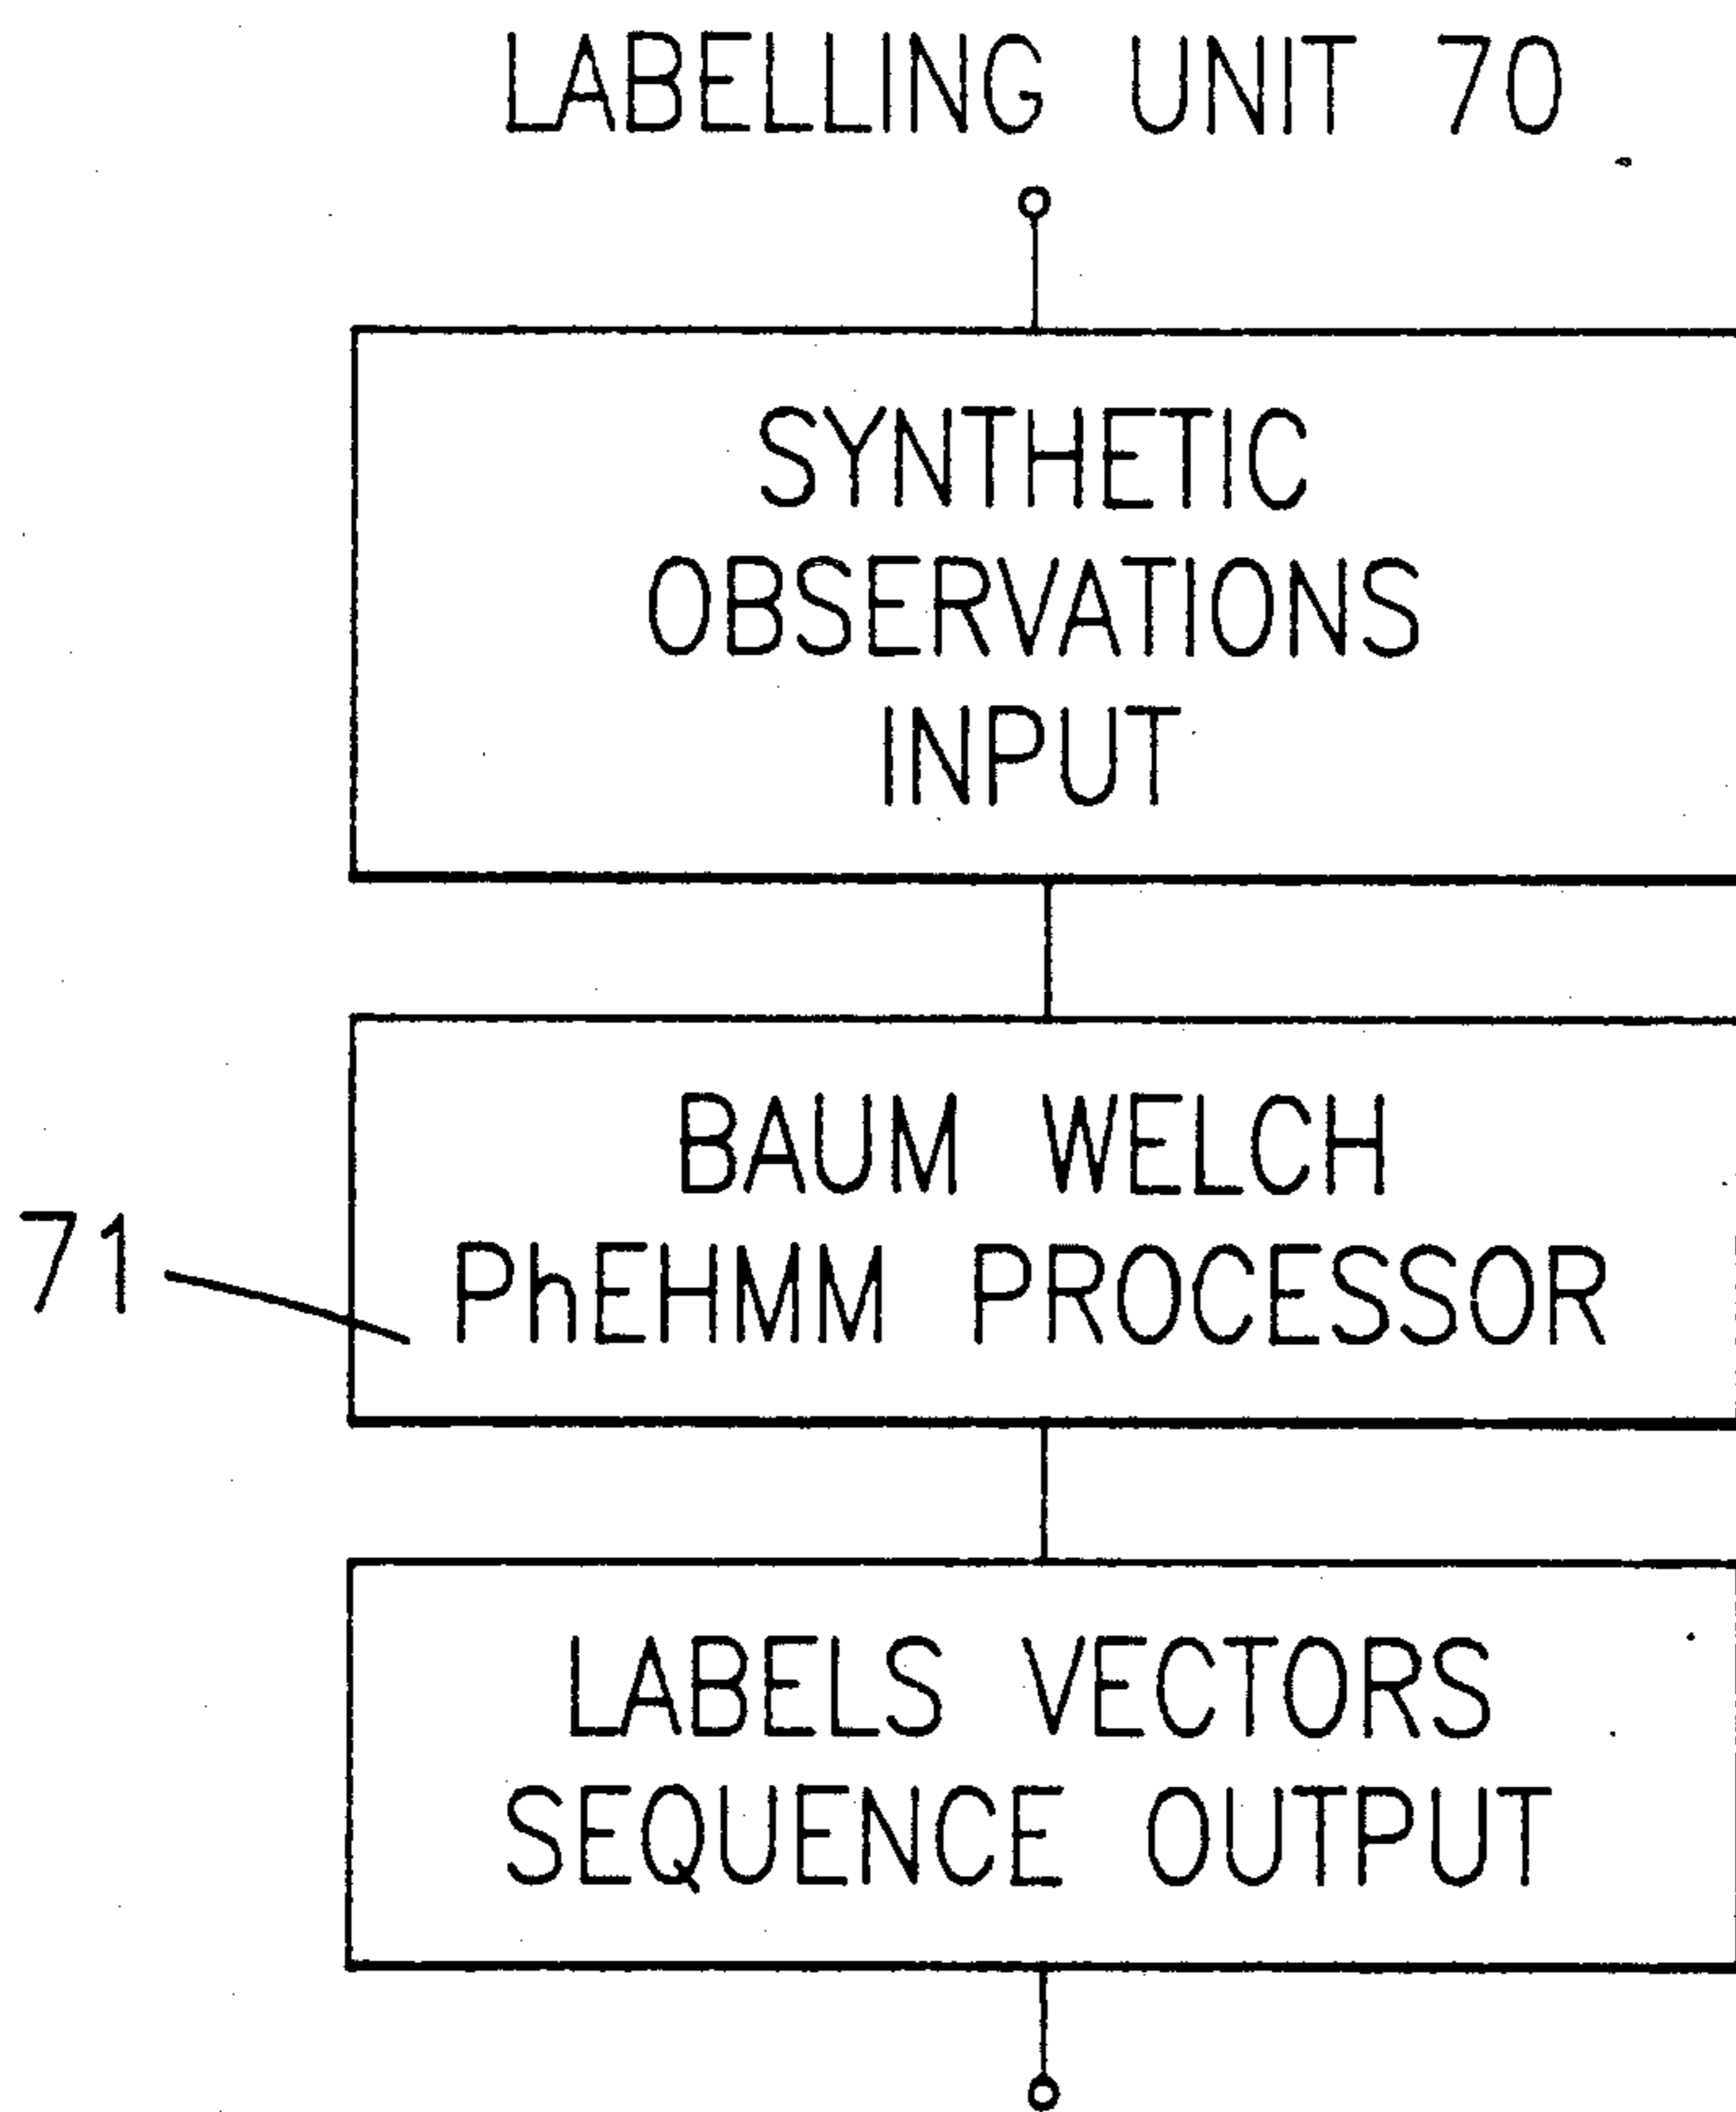 LABELLING UNIT 70
SYNTHETIC
OBSERVATIONS
INPUT
BAUM WELCH
71
PhEHMM PROCESSOR
LABELS VECTORS
SEQUENCE OUTPUT